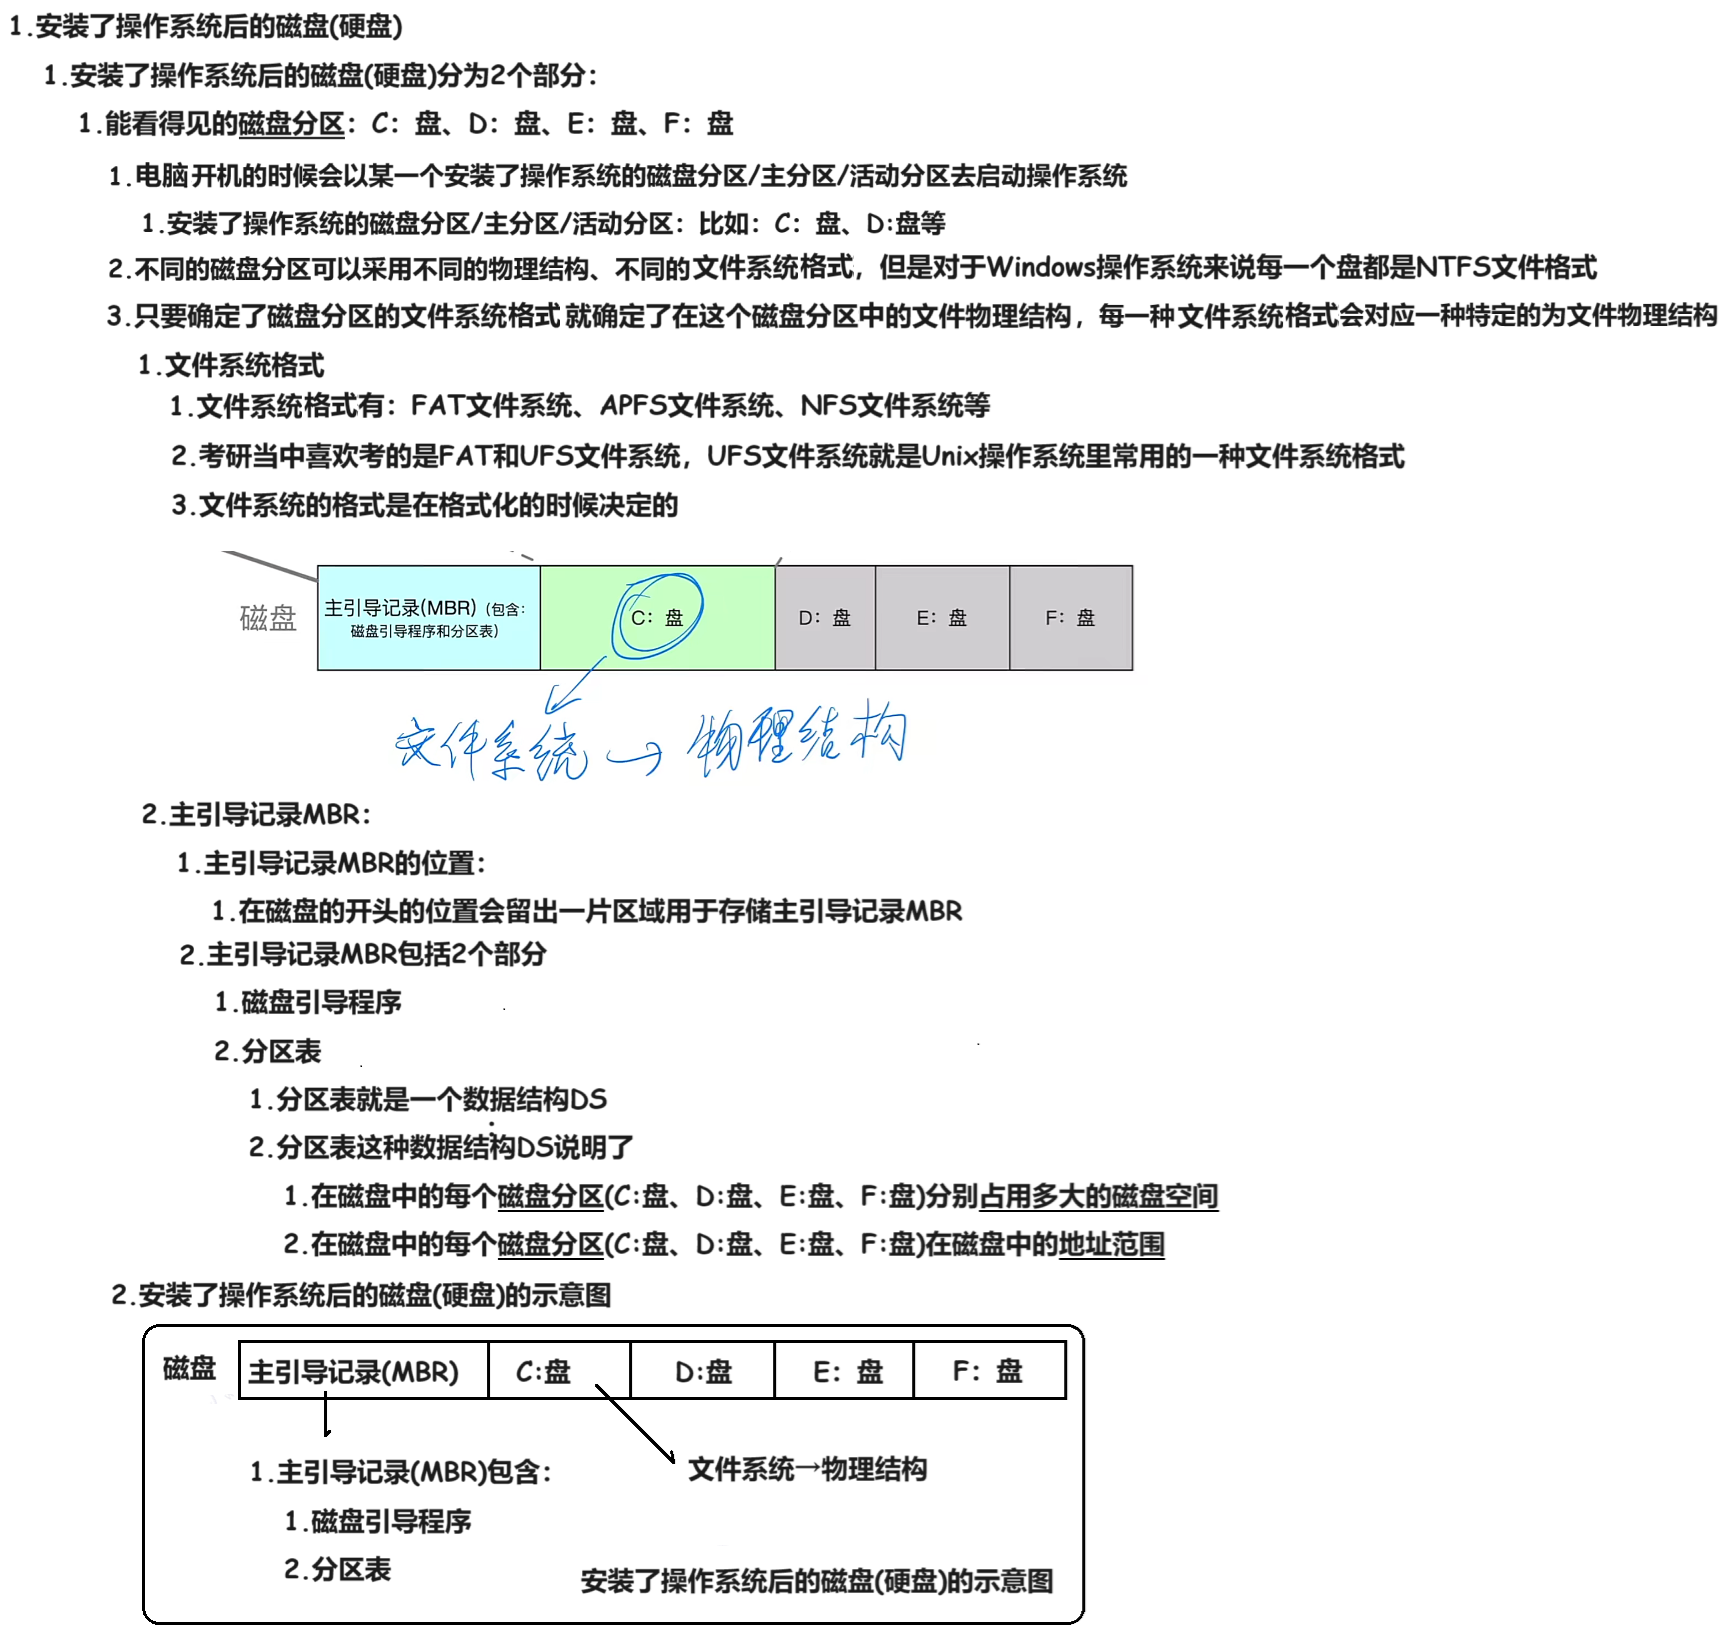 1.安装了操作系统后的磁盘(硬盘)
1.安装了操作系统后的磁盘(硬盘)分为2个部分：
1.能看得见的磁盘分区：C：盘、D：盘、E：盘、F：盘
1.电脑开机的时候会以某一个安装了操作系统的磁盘分区/主分区/活动分区去启动操作系统
1.安装了操作系统的磁盘分区/主分区/活动分区：比如：C：盘、D:盘等
2.不同的磁盘分区可以采用不同的物理结构、不同的文件系统格式，但是对于Windows操作系统来说每一个盘都是NTFS文件格式
3.只要确定了磁盘分区的文件系统格式就确定了在这个磁盘分区中的文件物理结构，每一种文件系统格式会对应一种特定的为文件物理结构
1.文件系统格式
1.文件系统格式有：FAT文件系统、APFS文件系统、NFS文件系统等
2.考研当中喜欢考的是FAT和UFS文件系统，UFS文件系统就是Unix操作系统里常用的一种文件系统格式
3.文件系统的格式是在格式化的时候决定的
磁盘 主引导记录(MBR)（包含：磁盘引导程序和分区表） C：盘 D：盘 E：盘 F：盘
文件系统→物理结构
2.主引导记录MBR：
1.主引导记录MBR的位置：
1.在磁盘的开头的位置会留出一片区域用于存储主引导记录MBR
2.主引导记录MBR包括2个部分
1.磁盘引导程序
2.分区表
1.分区表就是一个数据结构DS
2.分区表这种数据结构DS说明了
1.在磁盘中的每个磁盘分区(C:盘、D:盘、E:盘、F:盘)分别占用多大的磁盘空间
2.在磁盘中的每个磁盘分区(C:盘、D:盘、E:盘、F:盘)在磁盘中的地址范围
2.安装了操作系统后的磁盘(硬盘)的示意图
磁盘 主引导记录(MBR) C:盘 D:盘 E：盘 F：盘
1.主引导记录(MBR)包含：
文件系统→物理结构
1.磁盘引导程序
2.分区表
安装了操作系统后的磁盘(硬盘)的示意图